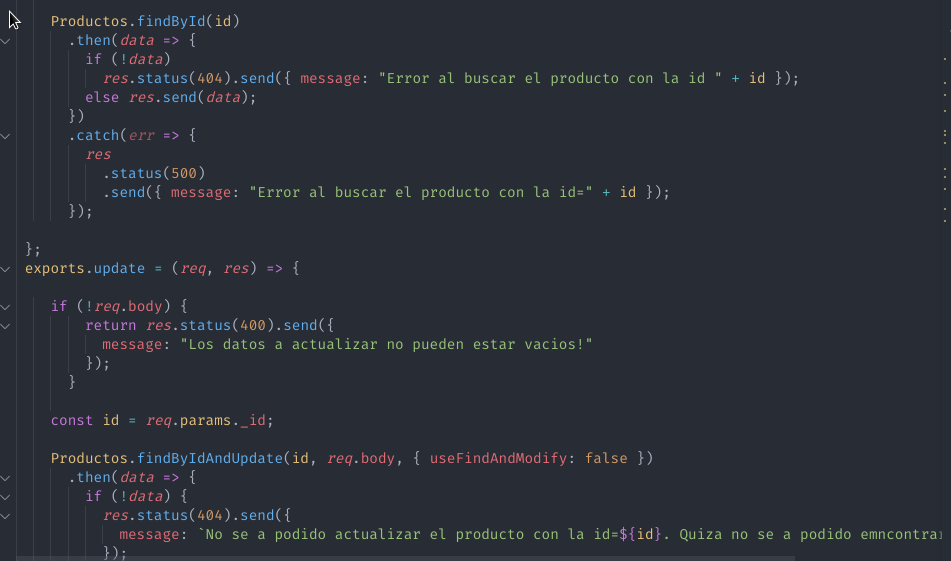 Productos.findById(id)
.then(data => {
if (!data)
res.status(404).send({ message: "Error al buscar el producto con la id " + id });
else res.send(data);
})
.catch(err => {
res
.status(500)
.send({ message: "Error al buscar el producto con la id=" + id });
});
};
exports.update = (req, res) => {
if (!req.body) {
return res.status(400).send({
message: "Los datos a actualizar no pueden estar vacios!"
});
}
const id = req.params._id;
Productos.findByIdAndUpdate(id, req.body, { useFindAndModify: false })
.then(data => {
if (!data) {
res.status(404).send({
message: `No se a podido actualizar el producto con la id=${id}. Quiza no se a podido emncontra
});